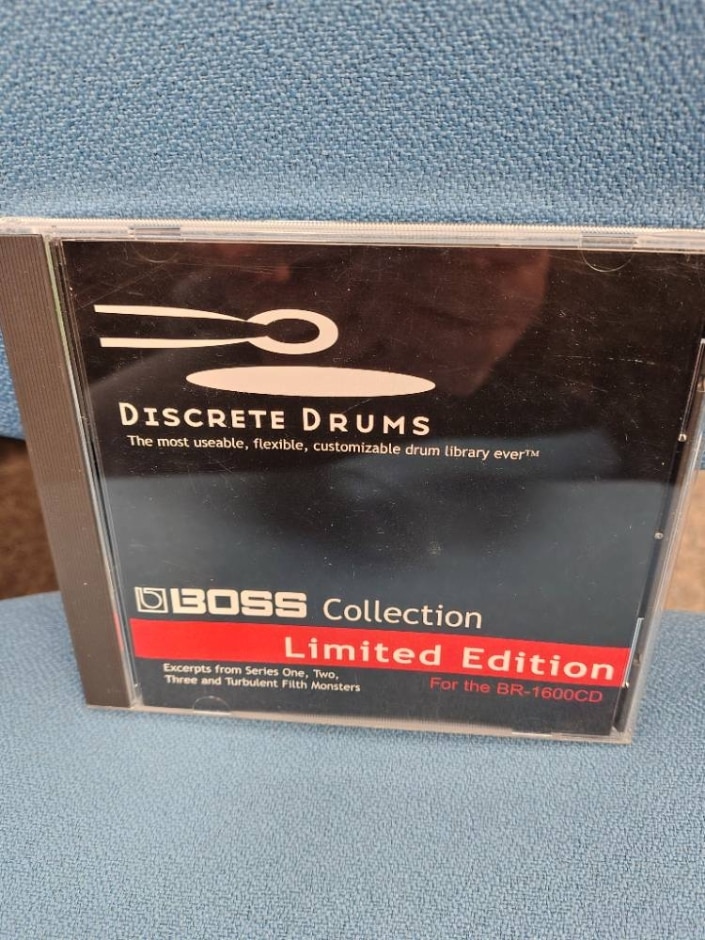 DISCRETE DRUMS
The most useable, flexible, customizable drum library ever™
BOSS Collection
Limited Edition
Excerpts from Series One, Two,
Three and Turbulent Filth Monsters
For the BR-1600CD